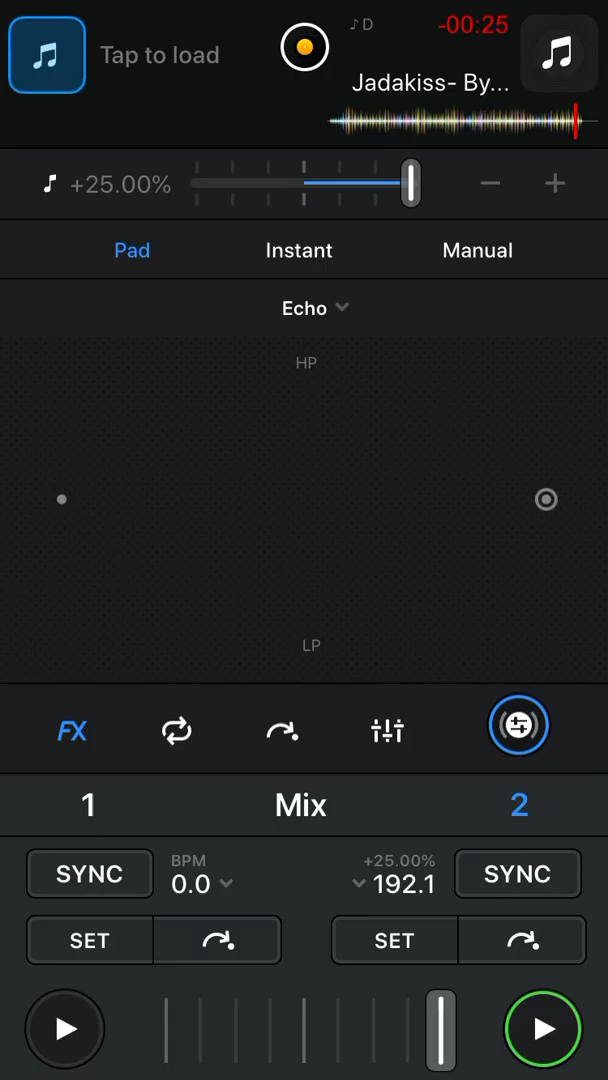 Tap to load
D
-00:25
Jadakiss- By...
+25.00%
Pad Instant Manual
Echo
HP
LP
FX
1 Mix 2
SYNC BPM 0.0 +25.00% 192.1 SYNC
SET SET